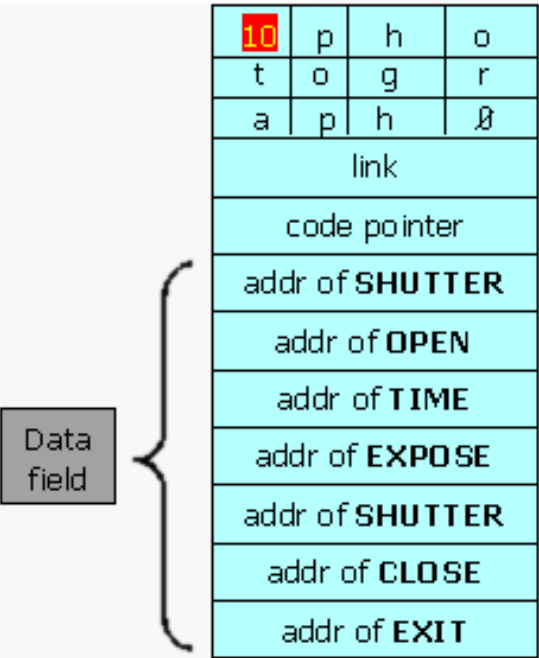 10 p h o
t o g r
a p h 0̸
link
code pointer
addr of SHUTTER
addr of OPEN
addr of TIME
addr of EXPOSE
addr of SHUTTER
addr of CLOSE
addr of EXIT
Data
field